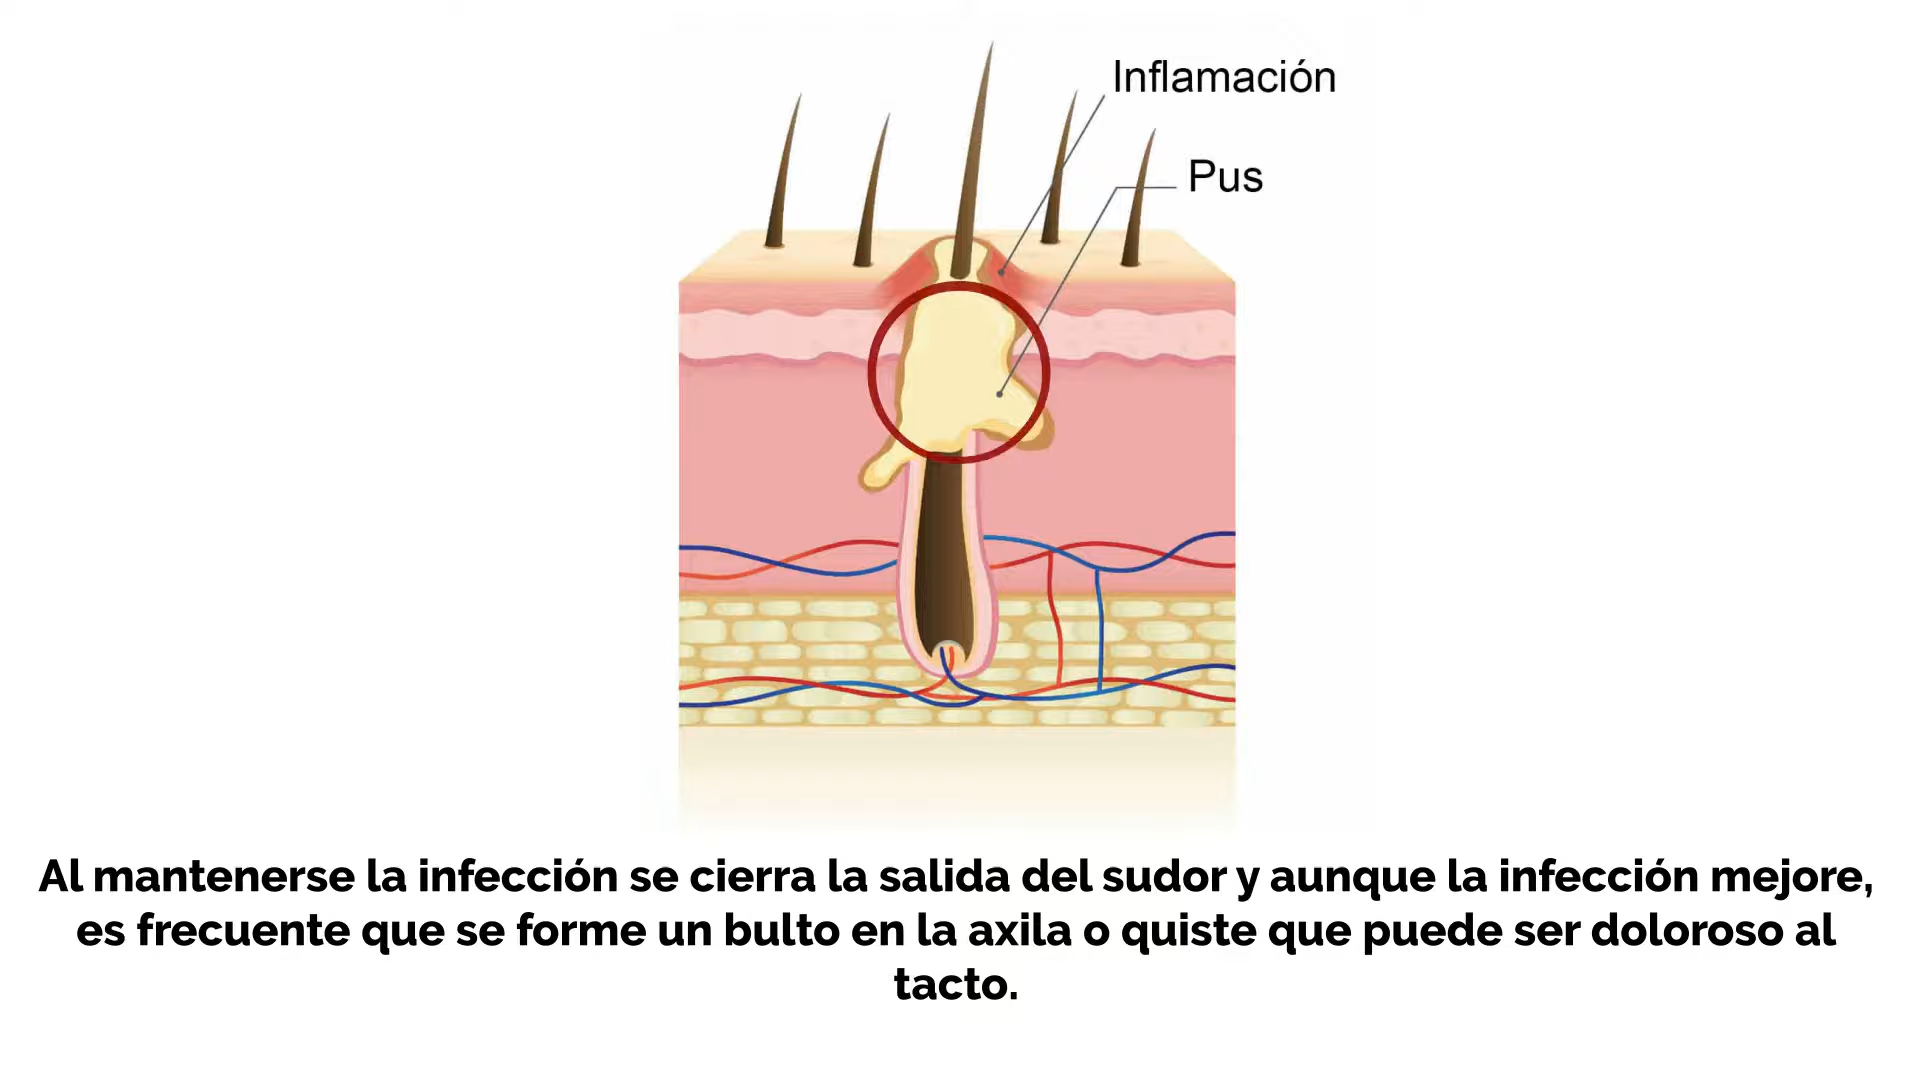 Inflamación
Pus
Al mantenerse la infección se cierra la salida del sudor y aunque la infección mejore,
es frecuente que se forme un bulto en la axila o quiste que puede ser doloroso al
tacto.